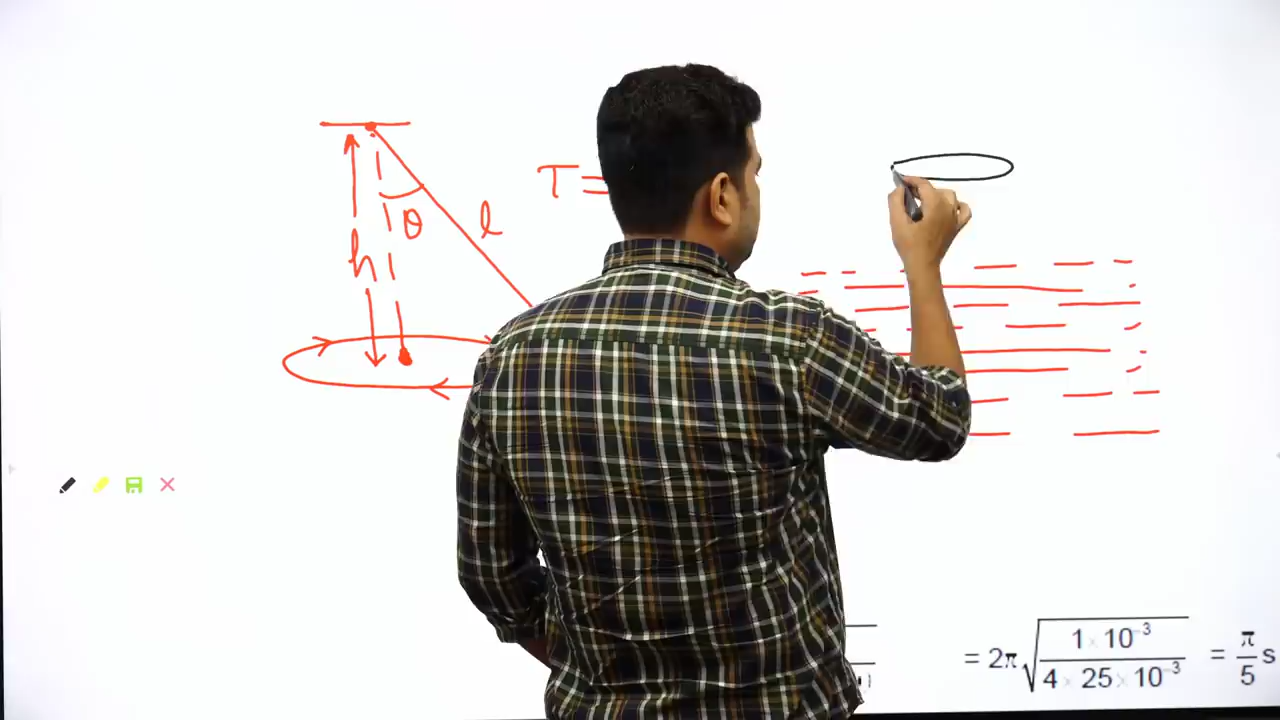 T =
θ
l
h
= 2π√(1 × 10⁻³ / 4 × 25 × 10⁻³) = π/5 s